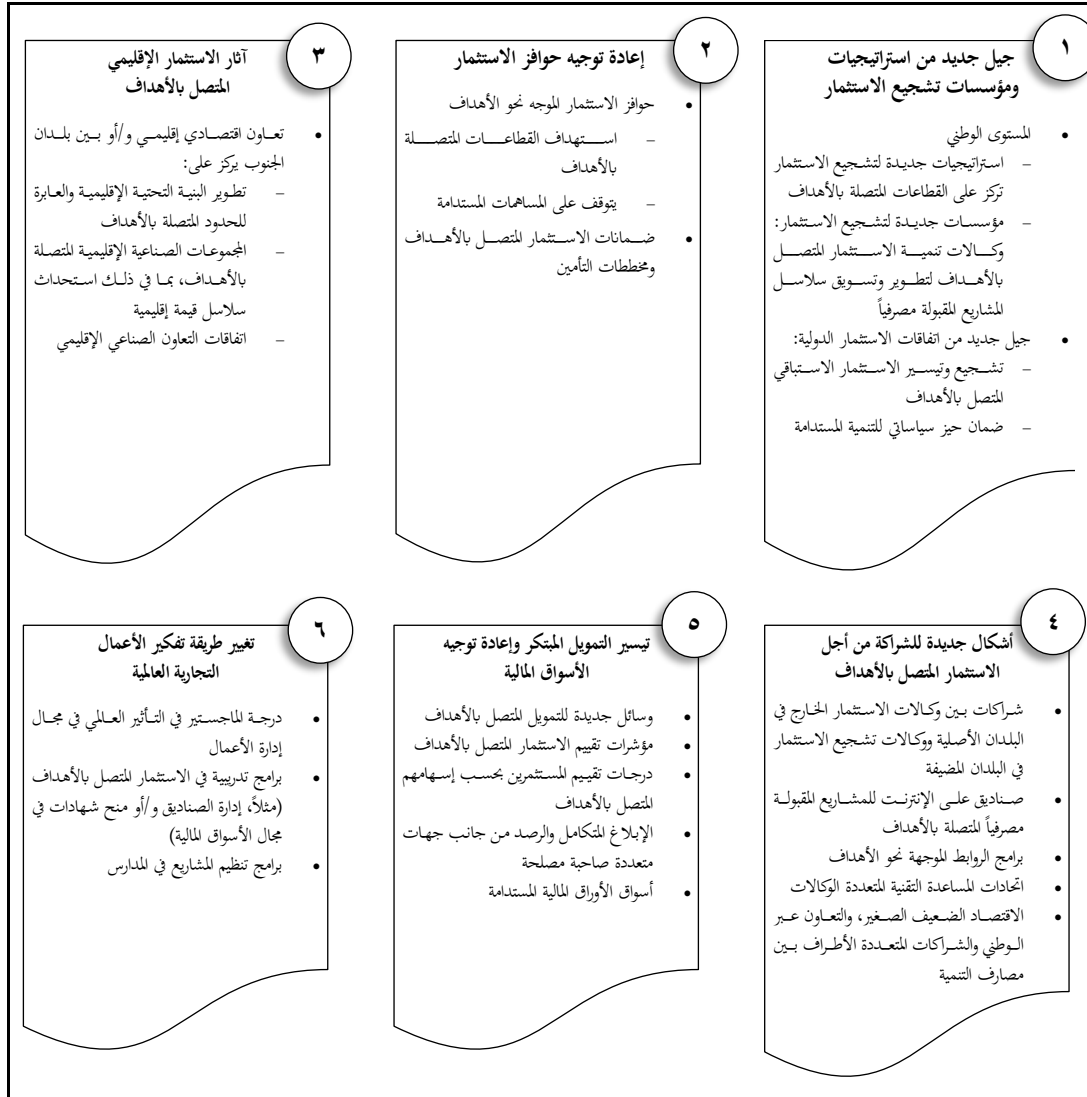 ١
جيل جديد من استراتيجيات
ومؤسسات تشجيع الاستثمار
• المستوى الوطني
– استراتيجيات جديدة لتشجيع الاستثمار
تركز على القطاعات المتصلة بالأهداف
– مؤسسات جديدة لتشجيع الاستثمار:
وكالات تنمية الاستثمار المتصل
بالأهداف لتطوير وتسويق سلاسل
المشاريع المقبولة مصرفياً
• جيل جديد من اتفاقات الاستثمار الدولية:
– تشجيع وتيسير الاستثمار الاستباقي
المتصل بالأهداف
– ضمان حيز سياساتي للتنمية المستدامة
٢
إعادة توجيه حوافز الاستثمار
• حوافز الاستثمار الموجه نحو الأهداف
– استهداف القطاعات المتصلة
بالأهداف
– يتوقف على المساهمات المستدامة
• ضمانات الاستثمار المتصل بالأهداف
ومخططات التأمين
٣
آثار الاستثمار الإقليمي
المتصل بالأهداف
• تعاون اقتصادي إقليمي و/أو بين بلدان
الجنوب يركز على:
– تطوير البنية التحتية الإقليمية والعابرة
للحدود المتصلة بالأهداف
– المجموعات الصناعية الإقليمية المتصلة
بالأهداف، بما في ذلك استحداث
سلاسل قيمة إقليمية
– اتفاقات التعاون الصناعي الإقليمي
٤
أشكال جديدة للشراكة من أجل
الاستثمار المتصل بالأهداف
• شراكات بين وكالات الاستثمار الخارج في
البلدان الأصلية ووكالات تشجيع الاستثمار
في البلدان المضيفة
• صناديق على الإنترنت للمشاريع المقبولة
مصرفياً المتصلة بالأهداف
• برامج الروابط الموجهة نحو الأهداف
• اتحادات المساعدة التقنية المتعددة الوكالات
• الاقتصاد الضعيف الصغير، والتعاون عبر
الوطني والشراكات المتعددة الأطراف بين
مصارف التنمية
٥
تيسير التمويل المبتكر وإعادة توجيه
الأسواق المالية
• وسائل جديدة للتمويل المتصل بالأهداف
• مؤشرات تقييم الاستثمار المتصل بالأهداف
• درجات تقييم المستثمرين بحسب إسهامهم
المتصل بالأهداف
• الإبلاغ المتكامل والرصد من جانب جهات
متعددة صاحبة مصلحة
• أسواق الأوراق المالية المستدامة
٦
تغيير طريقة تفكير الأعمال
التجارية العالمية
• درجة الماجستير في التأثير العالمي في مجال
إدارة الأعمال
• برامج تدريبية في الاستثمار المتصل بالأهداف
(مثلاً، إدارة الصناديق و/أو منح شهادات في
مجال الأسواق المالية)
• برامج تنظيم المشاريع في المدارس